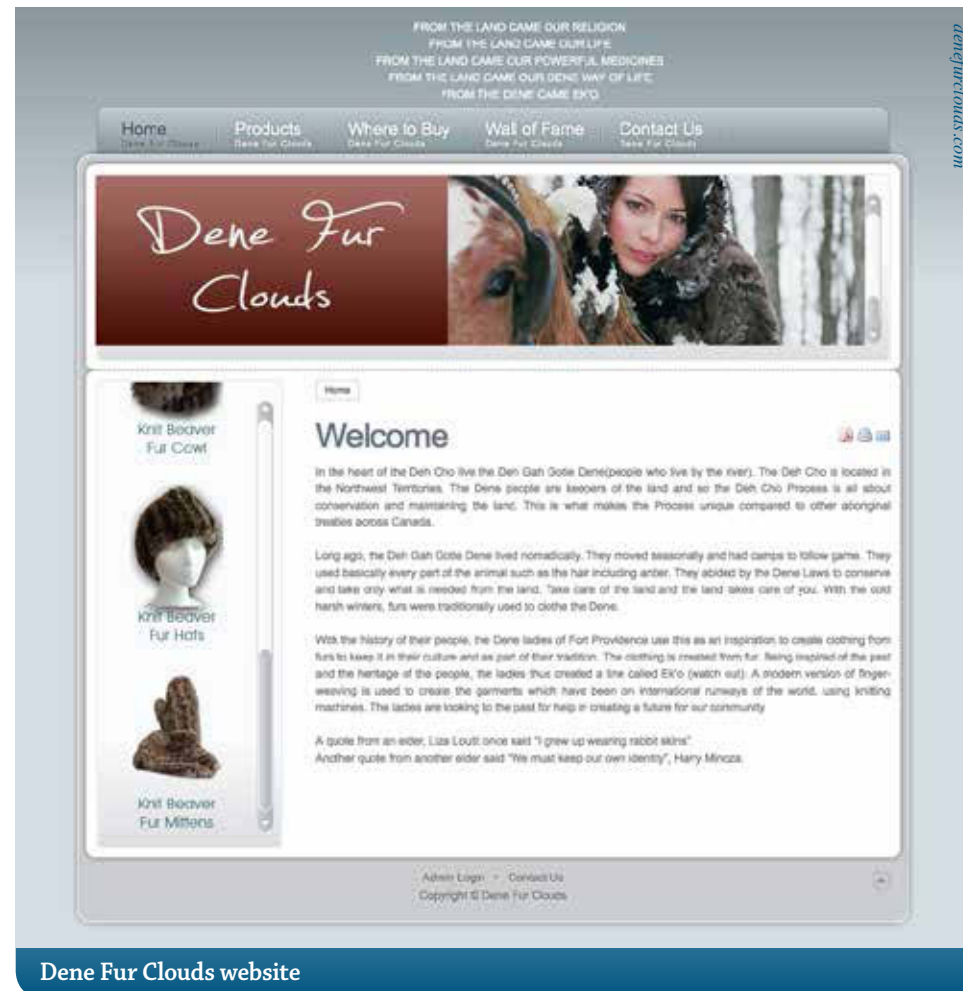 FROM THE LAND CAME OUR RELIGION
FROM THE LAND CAME OUR LIFE
FROM THE LAND CAME OUR POWERFUL MEDICINES
FROM THE LAND CAME OUR DENE WAY OF LIFE
FROM THE DENE CAME EK'O
denefurclouds.com
Home
Dene Fur Clouds
Products
Dene Fur Clouds
Where to Buy
Dene Fur Clouds
Wall of Fame
Dene Fur Clouds
Contact Us
Dene Fur Clouds
Dene Fur
Clouds
Knit Beaver
Fur Cowl
Knit Beaver
Fur Hats
Knit Beaver
Fur Mittens
Home
Welcome
In the heart of the Deh Cho live the Deh Gah Gotie Dene(people who live by the river). The Deh Cho is located in
the Northwest Territories. The Dene people are keepers of the land and so the Deh Cho Process is all about
conservation and maintaining the land. This is what makes the Process unique compared to other aboriginal
treaties across Canada.
Long ago, the Deh Gah Gotie Dene lived nomadically. They moved seasonally and had camps to follow game. They
used basically every part of the animal such as the hair including antler. They abided by the Dene Laws to conserve
and take only what is needed from the land. Take care of the land and the land takes care of you. With the cold
harsh winters, furs were traditionally used to clothe the Dene.
With the history of their people, the Dene ladies of Fort Providence use this as an inspiration to create clothing from
furs to keep it in their culture and as part of their tradition. The clothing is created from fur. Being inspired of the past
and the heritage of the people, the ladies thus created a line called Ek'o (watch out). A modern version of finger-
weaving is used to create the garments which have been on international runways of the world, using knitting
machines. The ladies are looking to the past for help in creating a future for our community
A quote from an elder, Liza Loutit once said "I grew up wearing rabbit skins"
Another quote from another elder said "We must keep our own identity", Harry Mincza.
Admin Login - Contact Us
Copyright © Dene Fur Clouds
Dene Fur Clouds website